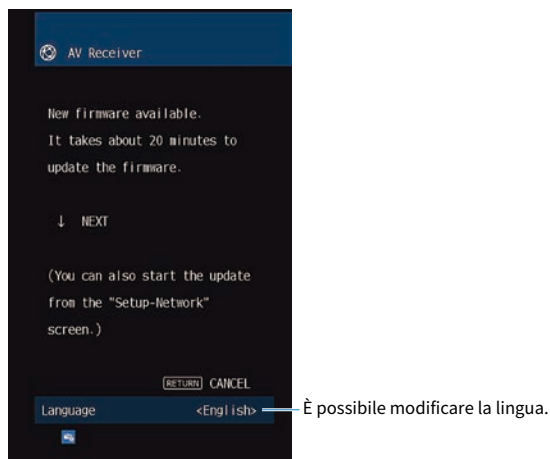 AV Receiver
New firmware available.
It takes about 20 minutes to
update the firmware.
↓ NEXT
(You can also start the update
from the "Setup-Network"
screen.)
RETURN CANCEL
Language <English>
È possibile modificare la lingua.